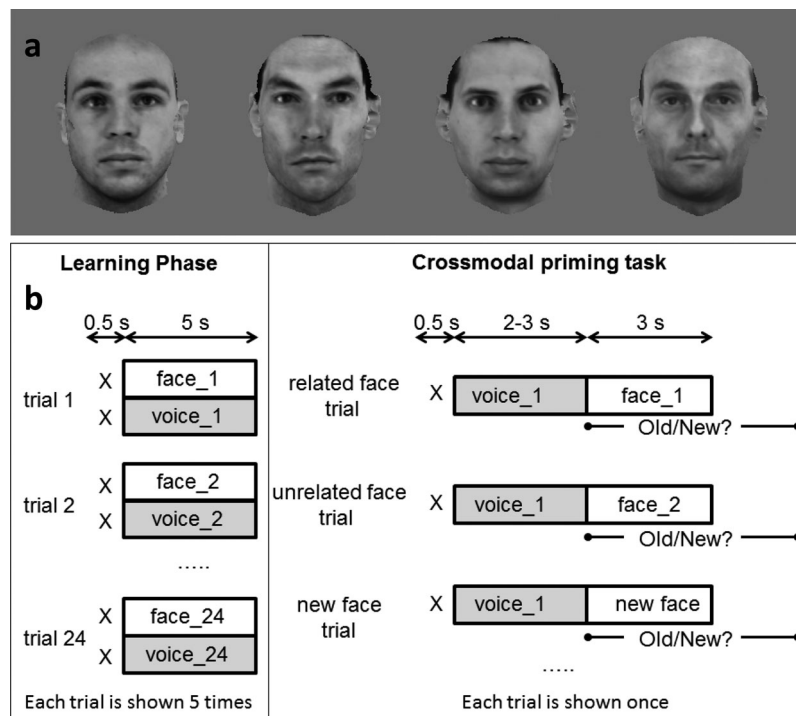 a
b
Learning Phase
0.5 s 5 s
trial 1
X face_1
X voice_1
trial 2
X face_2
X voice_2
.....
trial 24
X face_24
X voice_24
Each trial is shown 5 times
Crossmodal priming task
0.5 s 2-3 s 3 s
related face
trial
X voice_1 face_1
Old/New?
unrelated face
trial
X voice_1 face_2
Old/New?
new face
trial
X voice_1 new face
Old/New?
.....
Each trial is shown once